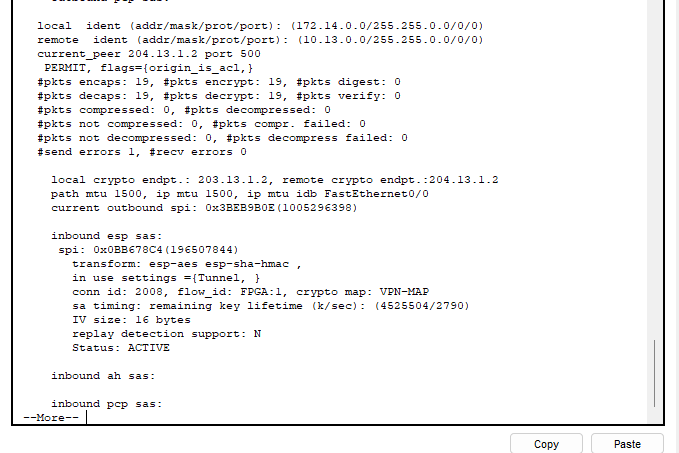 outbound pcp sas:
local ident (addr/mask/prot/port): (172.14.0.0/255.255.0.0/0/0)
remote ident (addr/mask/prot/port): (10.13.0.0/255.255.0.0/0/0)
current_peer 204.13.1.2 port 500
PERMIT, flags={origin_is_acl,}
#pkts encaps: 19, #pkts encrypt: 19, #pkts digest: 0
#pkts decaps: 19, #pkts decrypt: 19, #pkts verify: 0
#pkts compressed: 0, #pkts decompressed: 0
#pkts not compressed: 0, #pkts compr. failed: 0
#pkts not decompressed: 0, #pkts decompress failed: 0
#send errors 1, #recv errors 0
local crypto endpt.: 203.13.1.2, remote crypto endpt.:204.13.1.2
path mtu 1500, ip mtu 1500, ip mtu idb FastEthernet0/0
current outbound spi: 0x3BEB9B0E(1005296398)
inbound esp sas:
spi: 0x0BB678C4(196507844)
transform: esp-aes esp-sha-hmac ,
in use settings ={Tunnel, }
conn id: 2008, flow_id: FPGA:1, crypto map: VPN-MAP
sa timing: remaining key lifetime (k/sec): (4525504/2790)
IV size: 16 bytes
replay detection support: N
Status: ACTIVE
inbound ah sas:
inbound pcp sas:
--More--
Copy Paste